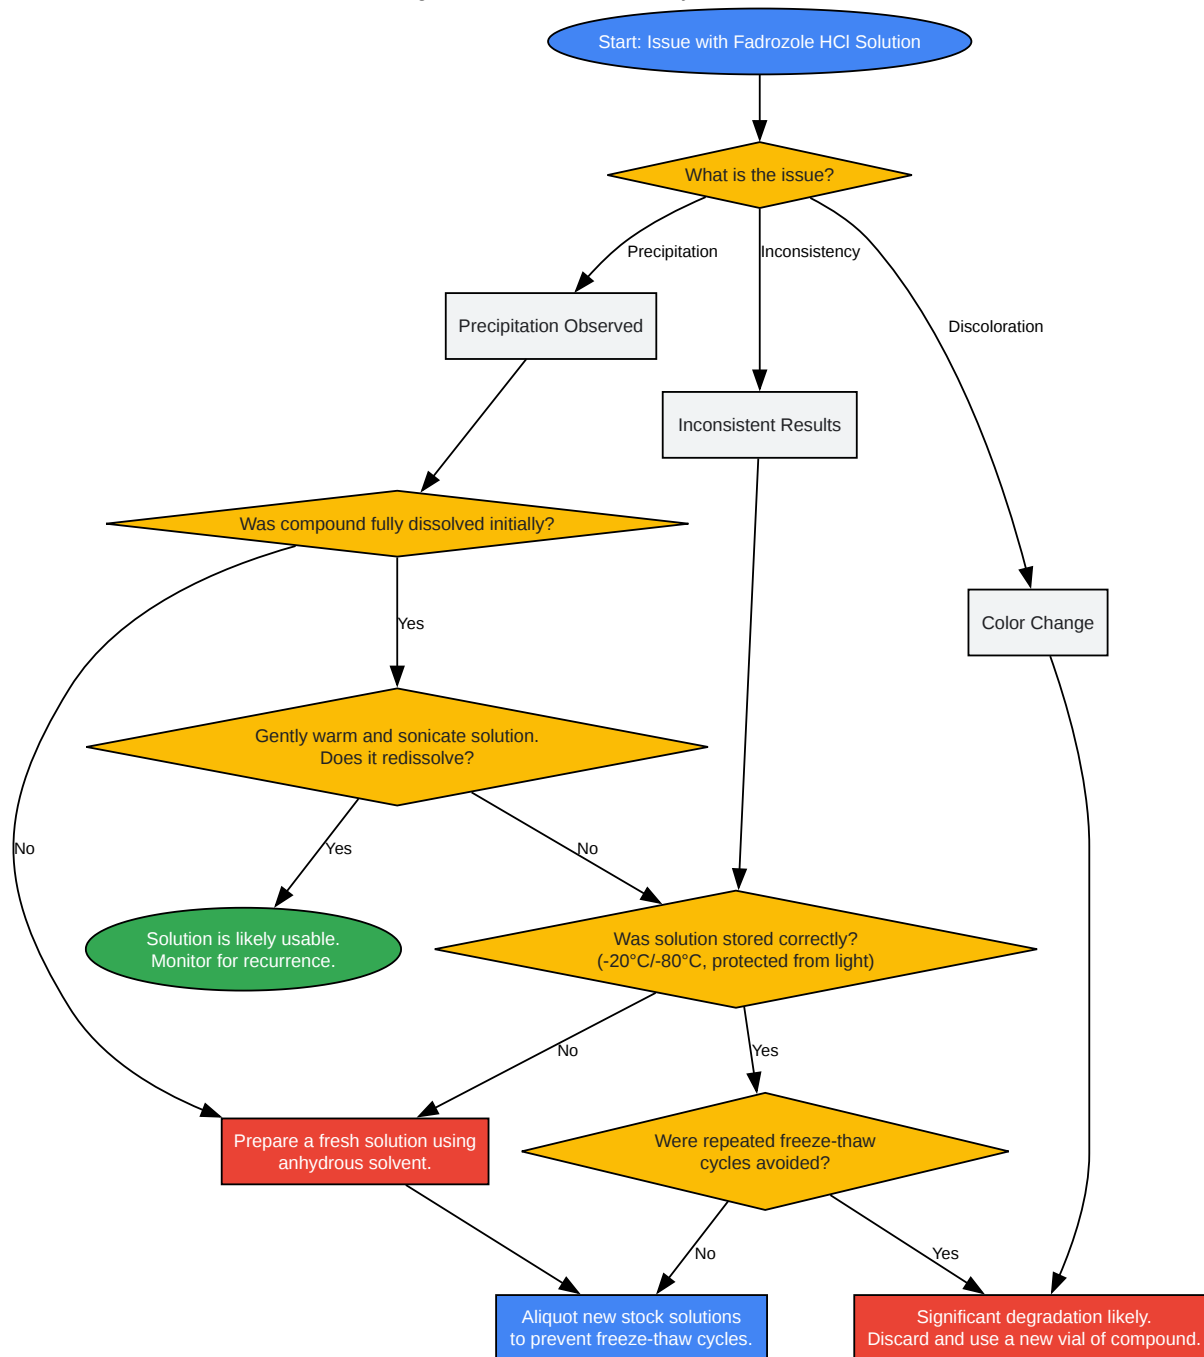 Start: Issue with Fadrozole HCl Solution
What is the issue?
Precipitation
Inconsistency
Discoloration
Precipitation Observed
Inconsistent Results
Was compound fully dissolved initially?
Yes
Color Change
Gently warm and sonicate solution.
Does it redissolve?
No
Yes
No
Solution is likely usable.
Monitor for recurrence.
Was solution stored correctly?
(-20°C/-80°C, protected from light)
No
Yes
Prepare a fresh solution using
anhydrous solvent.
Were repeated freeze-thaw
cycles avoided?
No
Yes
Aliquot new stock solutions
to prevent freeze-thaw cycles.
Significant degradation likely.
Discard and use a new vial of compound.